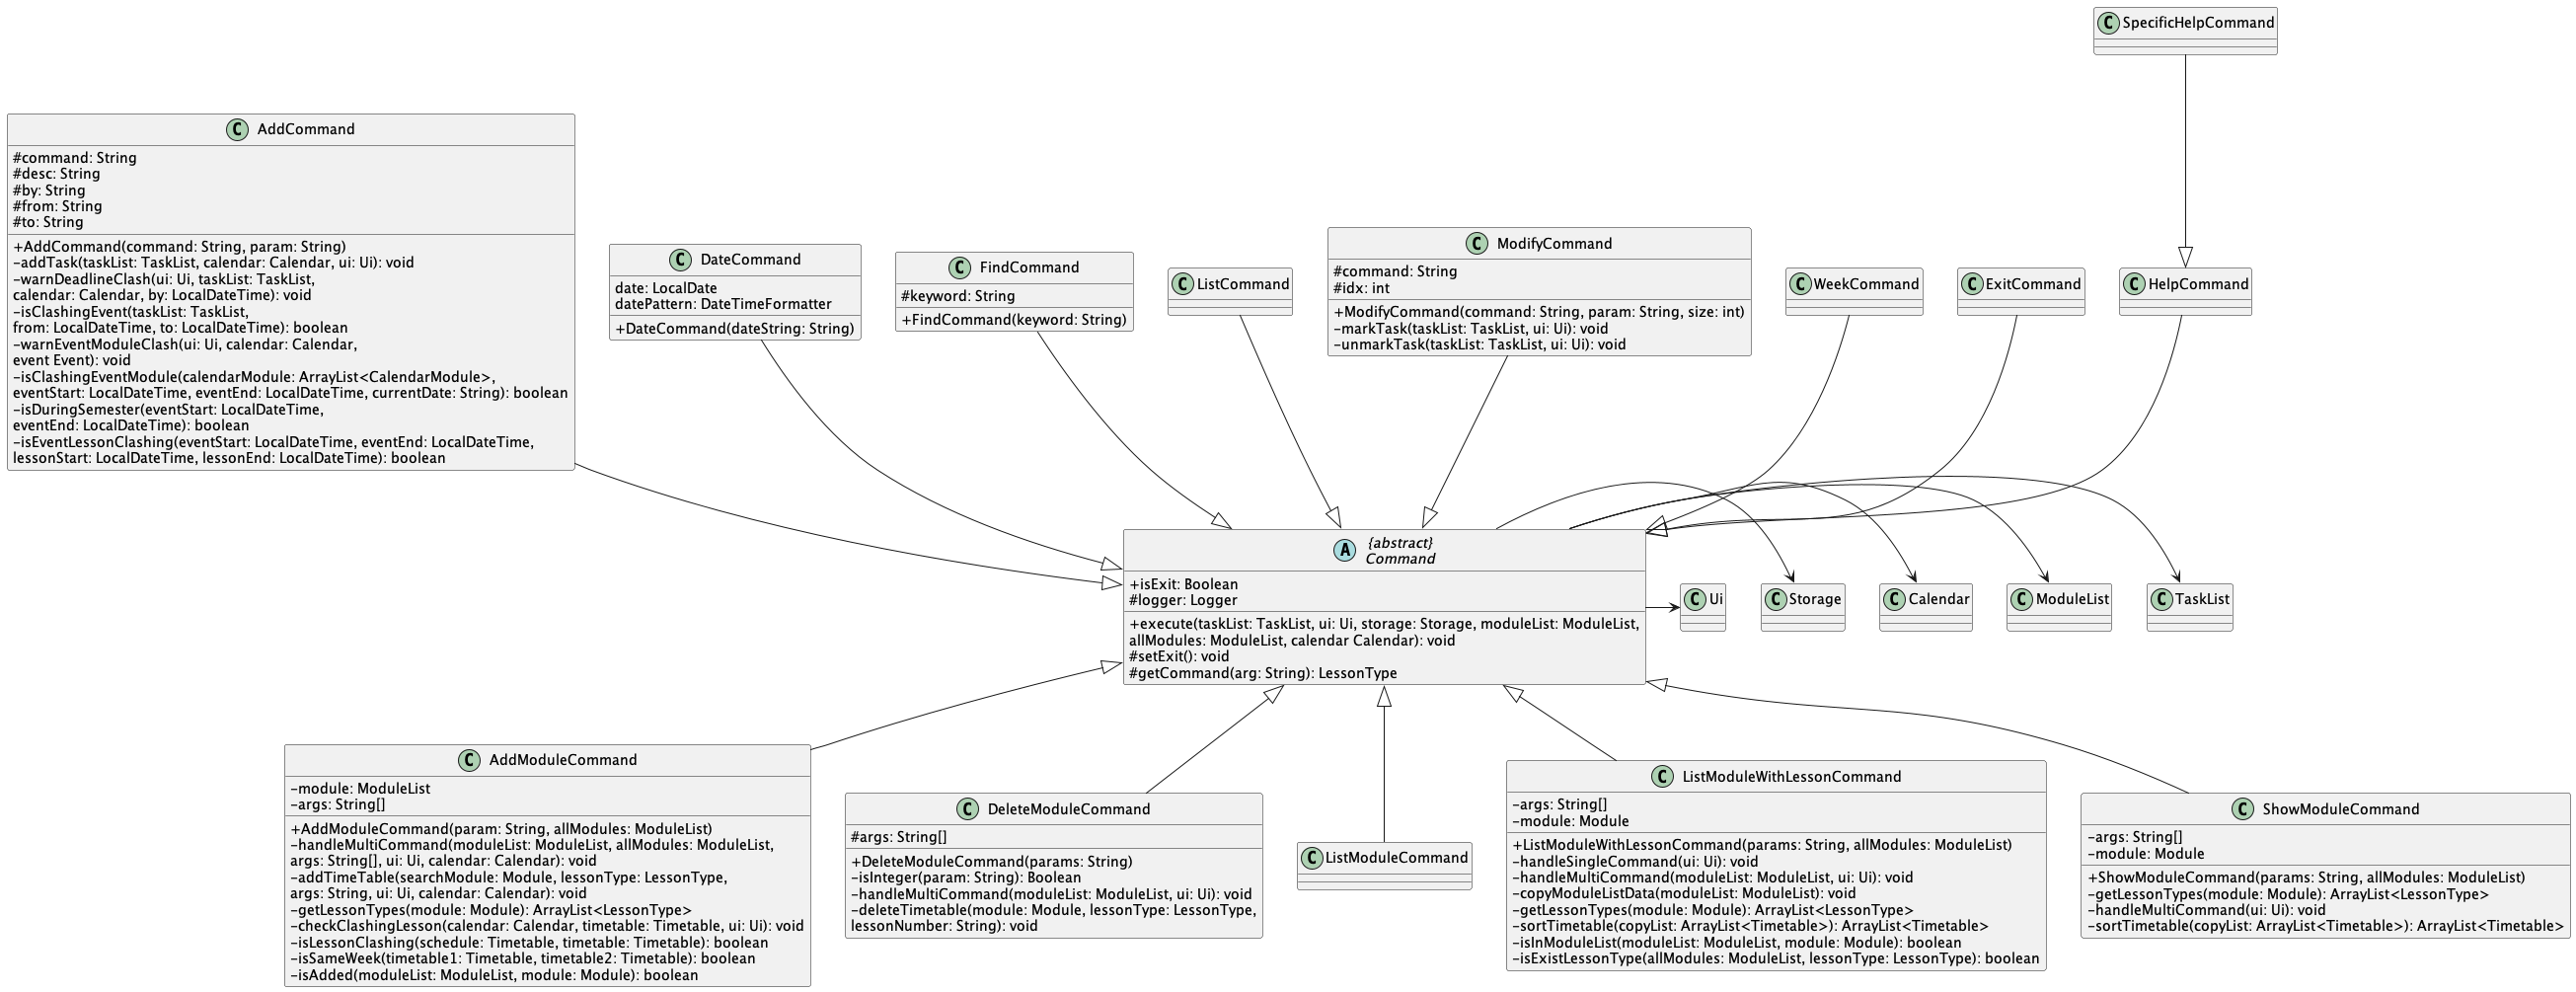 C SpecificHelpCommand
C AddCommand
#command: String
#desc: String
#by: String
#from: String
#to: String
+AddCommand(command: String, param: String)
-addTask(taskList: TaskList, calendar: Calendar, ui: Ui): void
-warnDeadlineClash(ui: Ui, taskList: TaskList,
calendar: Calendar, by: LocalDateTime): void
-isClashingEvent(taskList: TaskList,
from: LocalDateTime, to: LocalDateTime): boolean
-warnEventModuleClash(ui: Ui, calendar: Calendar,
event Event): void
-isClashingEventModule(calendarModule: ArrayList<CalendarModule>,
eventStart: LocalDateTime, eventEnd: LocalDateTime, currentDate: String): boolean
-isDuringSemester(eventStart: LocalDateTime,
eventEnd: LocalDateTime): boolean
-isEventLessonClashing(eventStart: LocalDateTime, eventEnd: LocalDateTime,
lessonStart: LocalDateTime, lessonEnd: LocalDateTime): boolean
C DateCommand
date: LocalDate
datePattern: DateTimeFormatter
+DateCommand(dateString: String)
C FindCommand
#keyword: String
+FindCommand(keyword: String)
C ListCommand
C ModifyCommand
#command: String
#idx: int
+ModifyCommand(command: String, param: String, size: int)
-markTask(taskList: TaskList, ui: Ui): void
-unmarkTask(taskList: TaskList, ui: Ui): void
C WeekCommand
C ExitCommand
C HelpCommand
A {abstract}
Command
+isExit: Boolean
#logger: Logger
+execute(taskList: TaskList, ui: Ui, storage: Storage, moduleList: ModuleList,
allModules: ModuleList, calendar Calendar): void
#setExit(): void
#getCommand(arg: String): LessonType
C Ui
C Storage
C Calendar
C ModuleList
C TaskList
C AddModuleCommand
-module: ModuleList
-args: String[]
+AddModuleCommand(param: String, allModules: ModuleList)
-handleMultiCommand(moduleList: ModuleList, allModules: ModuleList,
args: String[], ui: Ui, calendar: Calendar): void
-addTimeTable(searchModule: Module, lessonType: LessonType,
args: String, ui: Ui, calendar: Calendar): void
-getLessonTypes(module: Module): ArrayList<LessonType>
-checkClashingLesson(calendar: Calendar, timetable: Timetable, ui: Ui): void
-isLessonClashing(schedule: Timetable, timetable: Timetable): boolean
-isSameWeek(timetable1: Timetable, timetable2: Timetable): boolean
-isAdded(moduleList: ModuleList, module: Module): boolean
C DeleteModuleCommand
#args: String[]
+DeleteModuleCommand(params: String)
-isInteger(param: String): Boolean
-handleMultiCommand(moduleList: ModuleList, ui: Ui): void
-deleteTimetable(module: Module, lessonType: LessonType,
lessonNumber: String): void
C ListModuleCommand
C ListModuleWithLessonCommand
-args: String[]
-module: Module
+ListModuleWithLessonCommand(params: String, allModules: ModuleList)
-handleSingleCommand(ui: Ui): void
-handleMultiCommand(moduleList: ModuleList, ui: Ui): void
-copyModuleListData(moduleList: ModuleList): void
-getLessonTypes(module: Module): ArrayList<LessonType>
-sortTimetable(copyList: ArrayList<Timetable>): ArrayList<Timetable>
-isInModuleList(moduleList: ModuleList, module: Module): boolean
-isExistLessonType(allModules: ModuleList, lessonType: LessonType): boolean
C ShowModuleCommand
-args: String[]
-module: Module
+ShowModuleCommand(params: String, allModules: ModuleList)
-getLessonTypes(module: Module): ArrayList<LessonType>
-handleMultiCommand(ui: Ui): void
-sortTimetable(copyList: ArrayList<Timetable>): ArrayList<Timetable>